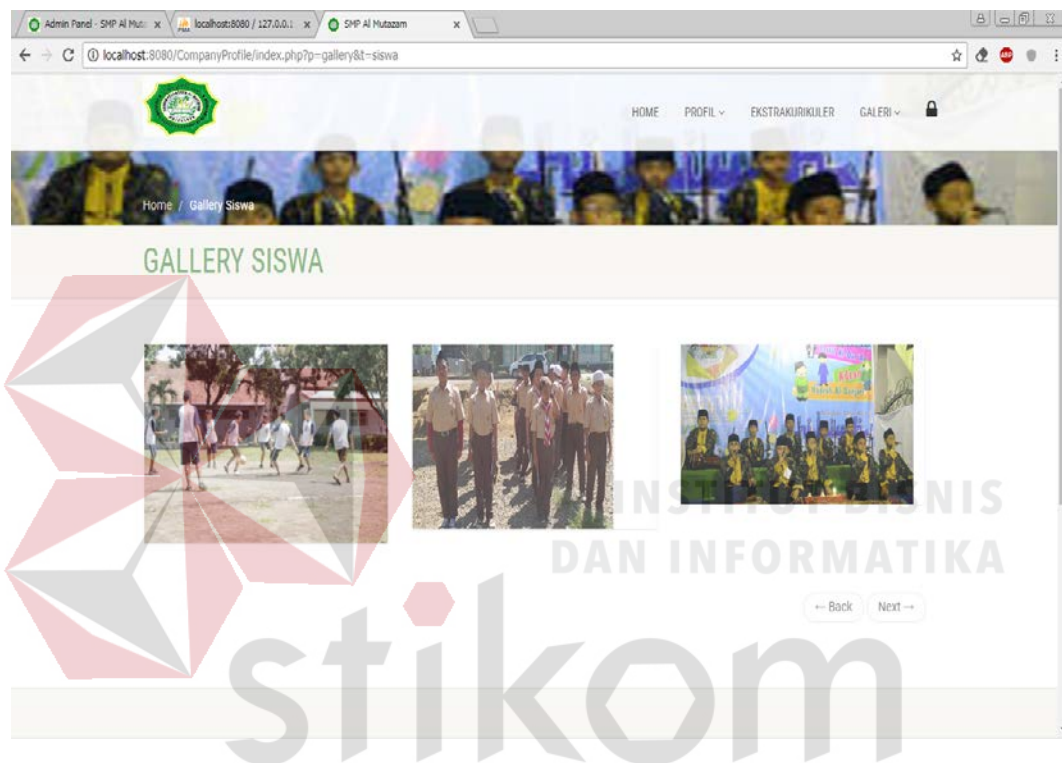 Admin Panel - SMP Al Muta
localhost:8080 / 127.0.0.1
SMP Al Mutazam
localhost:8080/CompanyProfile/index.php?p=gallery&t=siswa
HOME PROFIL EKSTRAKURIKULER GALERI
Home / Gallery Siswa
GALLERY SISWA
INSTITUT BISNIS
DAN INFORMATIKA
← Back Next →
stikom